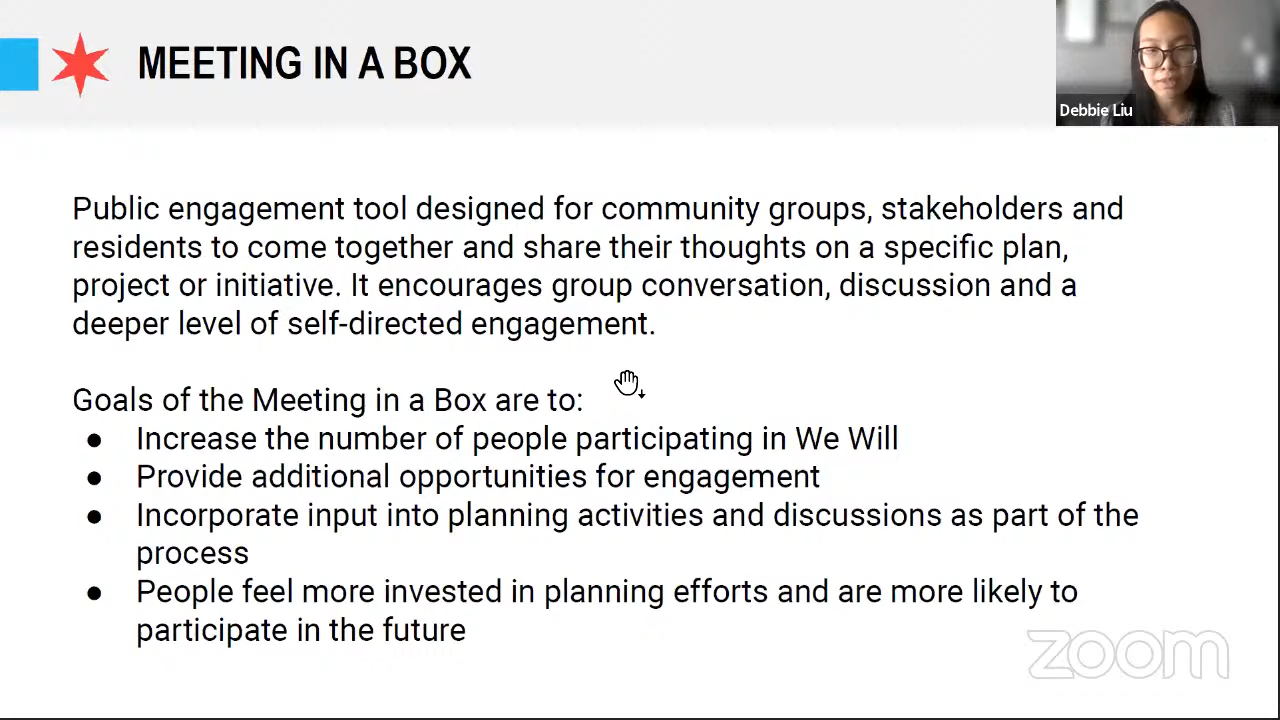 MEETING IN A BOX
Debbie Liu
Public engagement tool designed for community groups, stakeholders and
residents to come together and share their thoughts on a specific plan,
project or initiative. It encourages group conversation, discussion and a
deeper level of self-directed engagement.
Goals of the Meeting in a Box are to:
● Increase the number of people participating in We Will
● Provide additional opportunities for engagement
● Incorporate input into planning activities and discussions as part of the
process
● People feel more invested in planning efforts and are more likely to
participate in the future
zoom